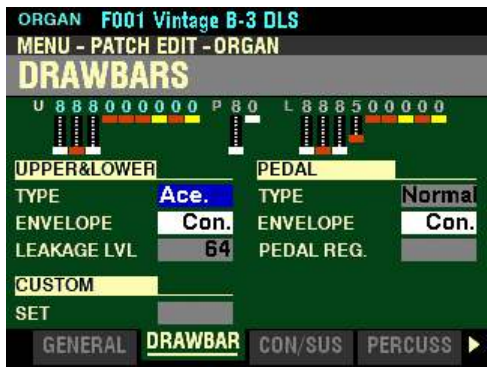 ORGAN F001 Vintage B-3 DLS
MENU - PATCH EDIT - ORGAN
DRAWBARS
U 888000000 P 80 L 888500000
UPPER&LOWER PEDAL
TYPE Ace. TYPE Normal
ENVELOPE Con. ENVELOPE Con.
LEAKAGE LVL 64 PEDAL REG.
CUSTOM
SET
GENERAL DRAWBAR CON/SUS PERCUSS